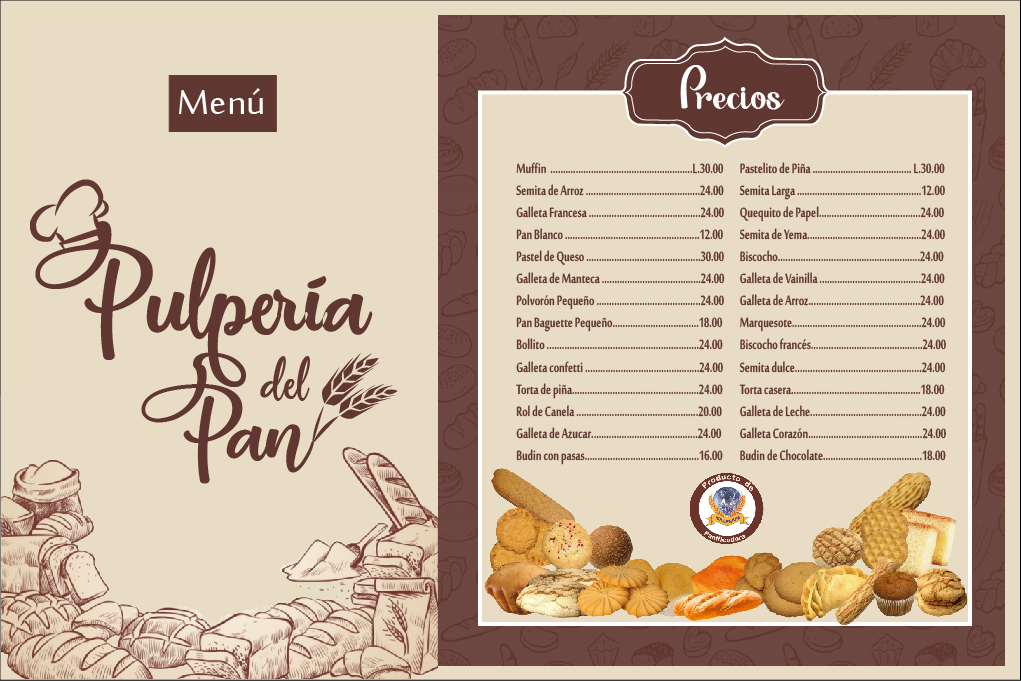 Menú
Pulpería
del
Pan
Precios
Muffin ..........L.30.00
Semita de Arroz ..........24.00
Galleta Francesa ..........24.00
Pan Blanco ..........12.00
Pastel de Queso ..........30.00
Galleta de Manteca ..........24.00
Polvorón Pequeño ..........24.00
Pan Baguette Pequeño..........18.00
Bollito ..........24.00
Galleta confetti ..........24.00
Torta de piña..........24.00
Rol de Canela ..........20.00
Galleta de Azucar..........24.00
Budin con pasas..........16.00
Pastelito de Piña .......... L.30.00
Semita Larga ..........12.00
Quequito de Papel..........24.00
Semita de Yema..........24.00
Biscocho..........24.00
Galleta de Vainilla ..........24.00
Galleta de Arroz..........24.00
Marquesote..........24.00
Biscocho francés..........24.00
Semita dulce..........24.00
Torta casera..........18.00
Galleta de Leche..........24.00
Galleta Corazón..........24.00
Budin de Chocolate..........18.00
Producto de
Panificadora